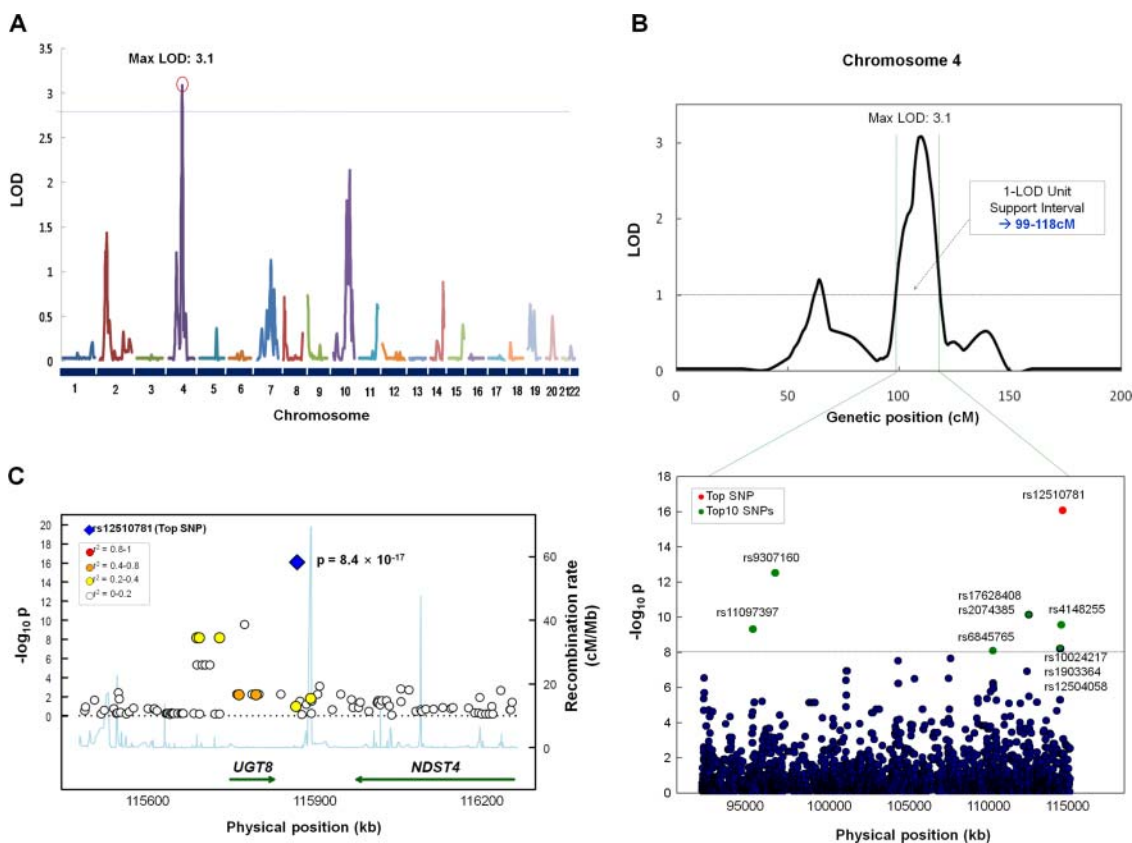 A
Max LOD: 3.1
3.5
3
2.5
2
1.5
1
0.5
0
LOD
1 2 3 4 5 6 7 8 9 10 11 12 13 14 15 16 17 18 19 20 2122
Chromosome
B
Chromosome 4
Max LOD: 3.1
3
2
1
0
LOD
1-LOD Unit
Support Interval
→ 99-118cM
0 50 100 150 200
Genetic position (cM)
18
16
14
12
10
8
6
4
2
0
-log10 p
Top SNP
Top10 SNPs
rs12510781
rs9307160
rs11097397
rs17628408
rs2074385
rs4148255
rs6845765
rs10024217
rs1903364
rs12504058
95000 100000 105000 110000 115000
Physical position (kb)
C
20
18
16
14
12
10
8
6
4
2
0
-log10 p
rs12510781 (Top SNP)
r² = 0.8-1
r² = 0.4-0.8
r² = 0.2-0.4
r² = 0-0.2
p = 8.4 × 10⁻¹⁷
60
40
20
0
Recombination rate
(cM/Mb)
UGT8 NDST4
115600 115900 116200
Physical position (kb)